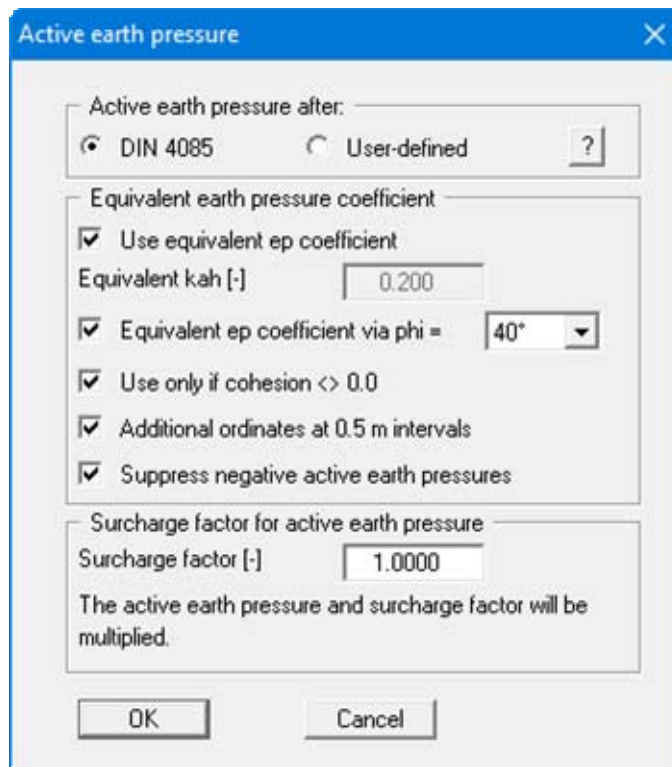 Active earth pressure
Active earth pressure after:
DIN 4085 User-defined ?
Equivalent earth pressure coefficient
Use equivalent ep coefficient
Equivalent kah [-] 0.200
Equivalent ep coefficient via phi = 40°
Use only if cohesion <> 0.0
Additional ordinates at 0.5 m intervals
Suppress negative active earth pressures
Surcharge factor for active earth pressure
Surcharge factor [-] 1.0000
The active earth pressure and surcharge factor will be
multiplied.
OK Cancel